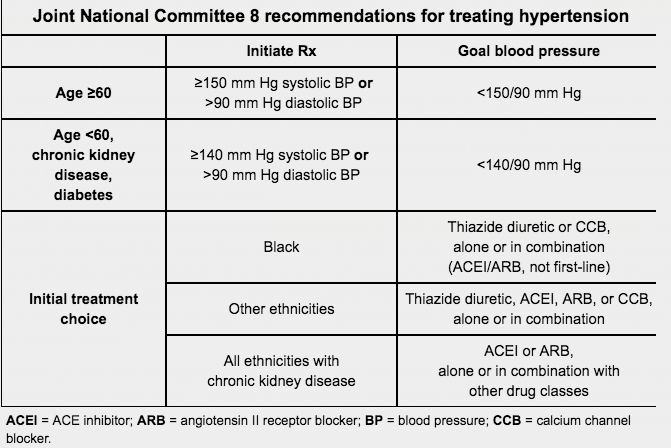 Joint National Committee 8 recommendations for treating hypertension
Initiate Rx
Goal blood pressure
Age ≥60
≥150 mm Hg systolic BP or
>90 mm Hg diastolic BP
<150/90 mm Hg
Age <60,
chronic kidney
disease,
diabetes
≥140 mm Hg systolic BP or
>90 mm Hg diastolic BP
<140/90 mm Hg
Initial treatment
choice
Black
Thiazide diuretic or CCB,
alone or in combination
(ACEI/ARB, not first-line)
Other ethnicities
Thiazide diuretic, ACEI, ARB, or CCB,
alone or in combination
All ethnicities with
chronic kidney disease
ACEI or ARB,
alone or in combination with
other drug classes
ACEI = ACE inhibitor; ARB = angiotensin II receptor blocker; BP = blood pressure; CCB = calcium channel
blocker.